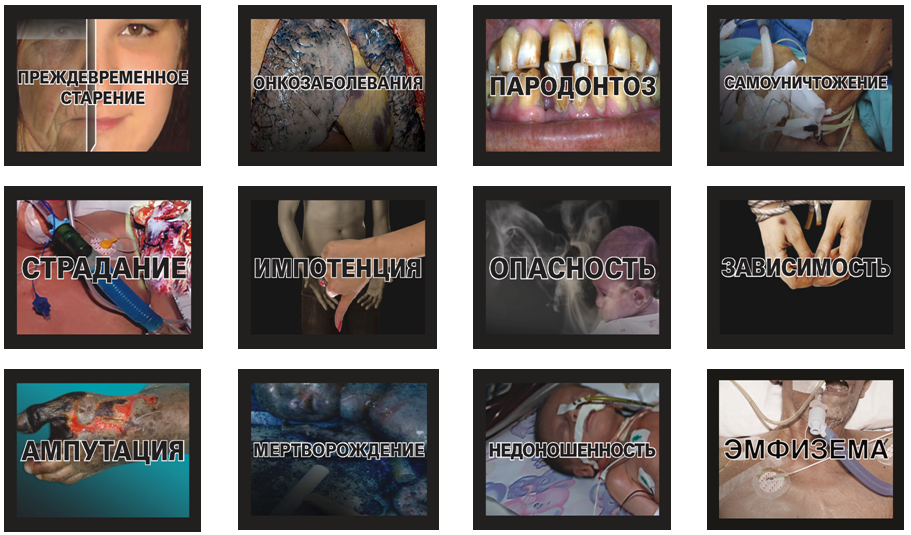 ПРЕЖДЕВРЕМЕННОЕ
СТАРЕНИЕ
ОНКОЗАБОЛЕВАНИЯ
ПАРОДОНТОЗ
САМОУНИЧТОЖЕНИЕ
СТРАДАНИЕ
ИМПОТЕНЦИЯ
ОПАСНОСТЬ
ЗАВИСИМОСТЬ
АМПУТАЦИЯ
МЕРТВОРОЖДЕНИЕ
НЕДОНОШЕННОСТЬ
ЭМФИЗЕМА